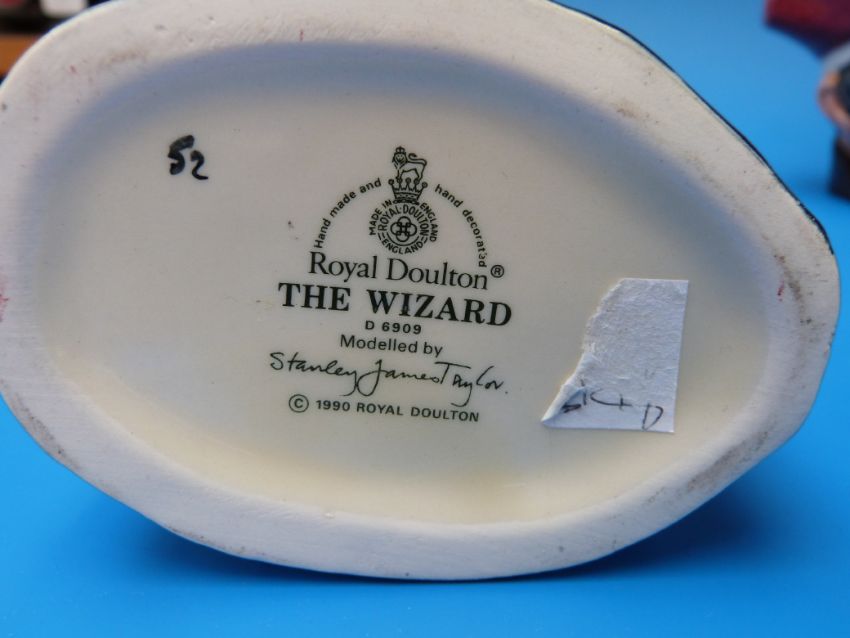 52
Hand made and hand decorated
MADE IN ENGLAND
ROYAL·DOULTON
ENGLAND
Royal Doulton®
THE WIZARD
D 6909
Modelled by
Stanley James Taylor.
© 1990 ROYAL DOULTON